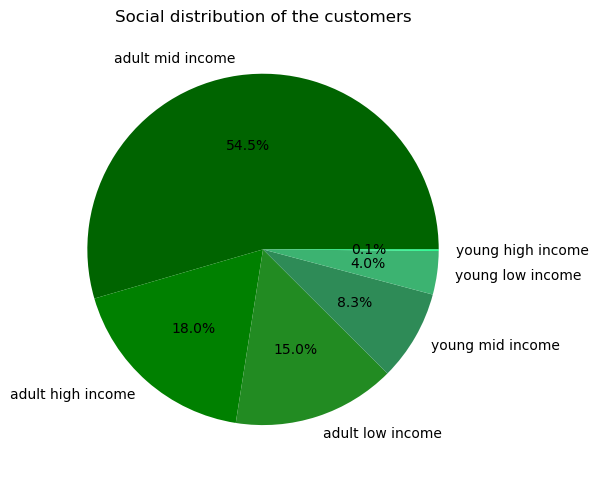 Social distribution of the customers
adult mid income
54.5%
0.1%
young high income
4.0%
young low income
8.3%
18.0%
young mid income
15.0%
adult high income
adult low income